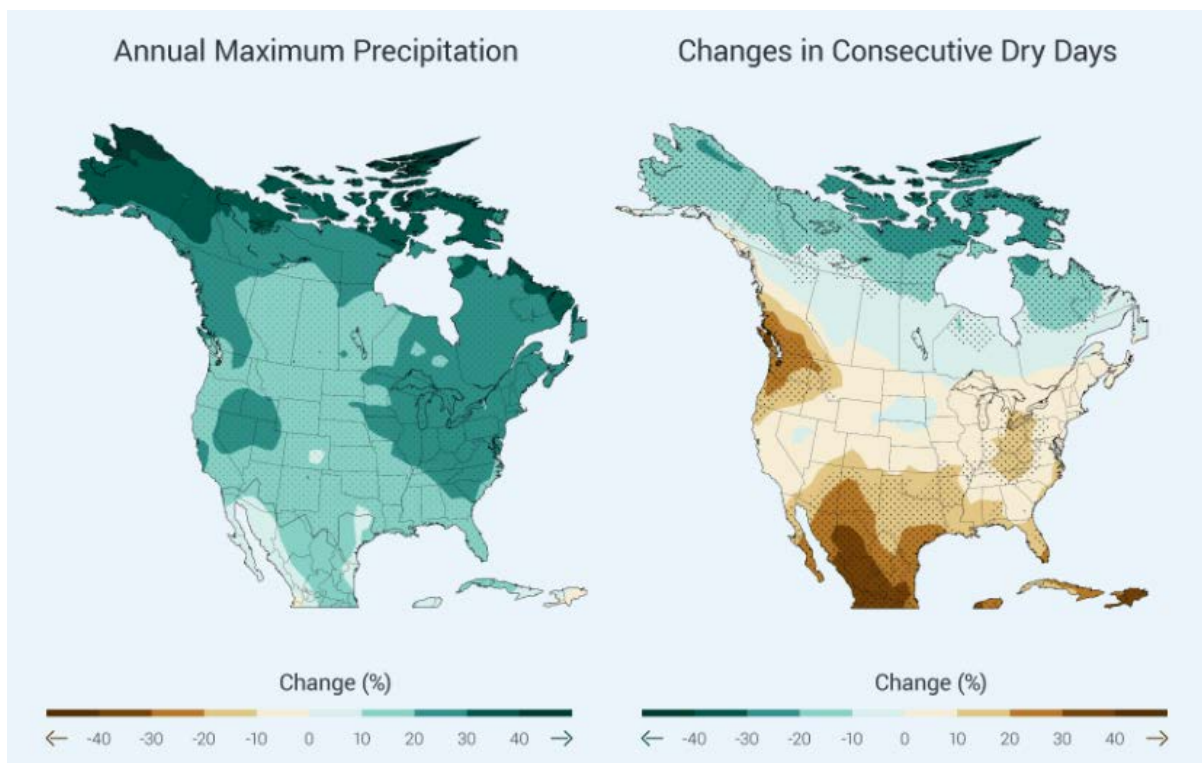 Annual Maximum Precipitation
Changes in Consecutive Dry Days
Change (%)
-40 -30 -20 -10 0 10 20 30 40
Change (%)
-40 -30 -20 -10 0 10 20 30 40